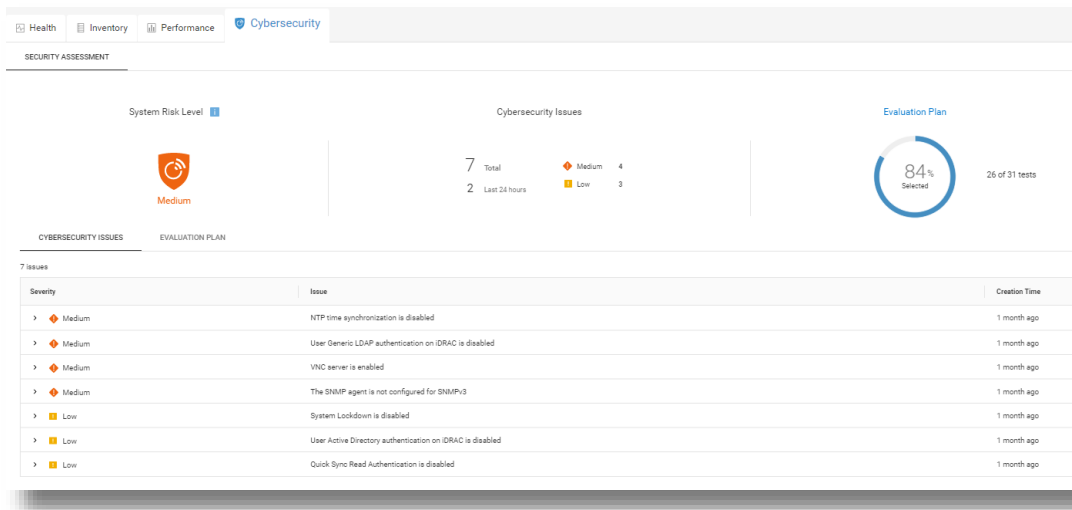 Health Inventory Performance Cybersecurity
SECURITY ASSESSMENT
System Risk Level
Medium
Cybersecurity Issues
7 Total
2 Last 24 hours
Medium 4
Low 3
Evaluation Plan
84%
Selected
26 of 31 tests
CYBERSECURITY ISSUES EVALUATION PLAN
7 issues
Severity Issue Creation Time
Medium NTP time synchronization is disabled 1 month ago
Medium User Generic LDAP authentication on iDRAC is disabled 1 month ago
Medium VNC server is enabled 1 month ago
Medium The SNMP agent is not configured for SNMPv3 1 month ago
Low System Lockdown is disabled 1 month ago
Low User Active Directory authentication on iDRAC is disabled 1 month ago
Low Quick Sync Read Authentication is disabled 1 month ago